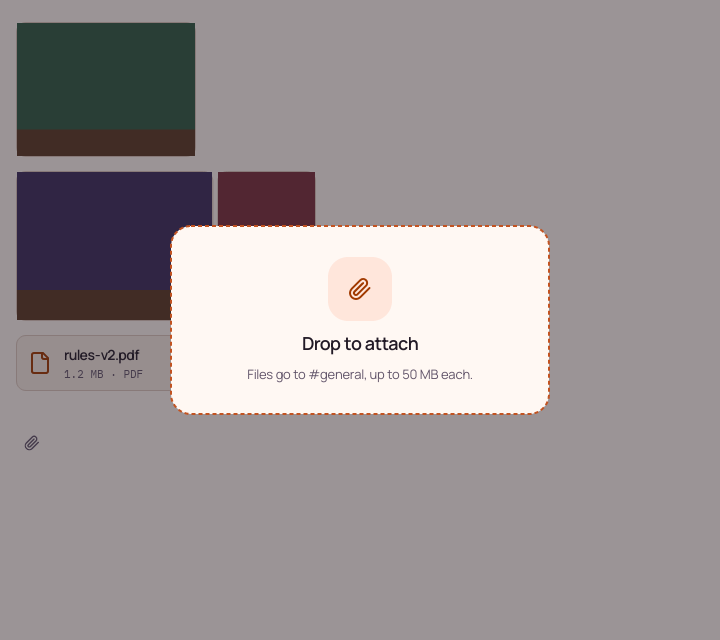 Drop to attach
Files go to #general, up to 50 MB each.
rules-v2.pdf
1.2 MB · PDF